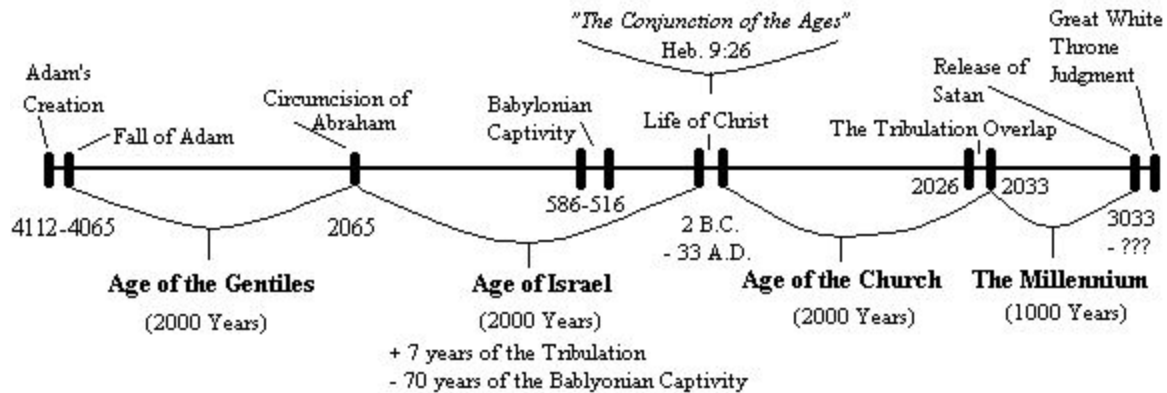 "The Conjunction of the Ages"
Heb. 9:26
Great White
Throne
Judgment
Adam's
Creation
Fall of Adam
Circumcision of
Abraham
Babylonian
Captivity
Life of Christ
Release of
Satan
The Tribulation Overlap
4112-4065
2065
586-516
2 B.C.
- 33 A.D.
2026
2033
3033
- ???
Age of the Gentiles
(2000 Years)
Age of Israel
(2000 Years)
+ 7 years of the Tribulation
- 70 years of the Bablyonian Captivity
Age of the Church
(2000 Years)
The Millennium
(1000 Years)